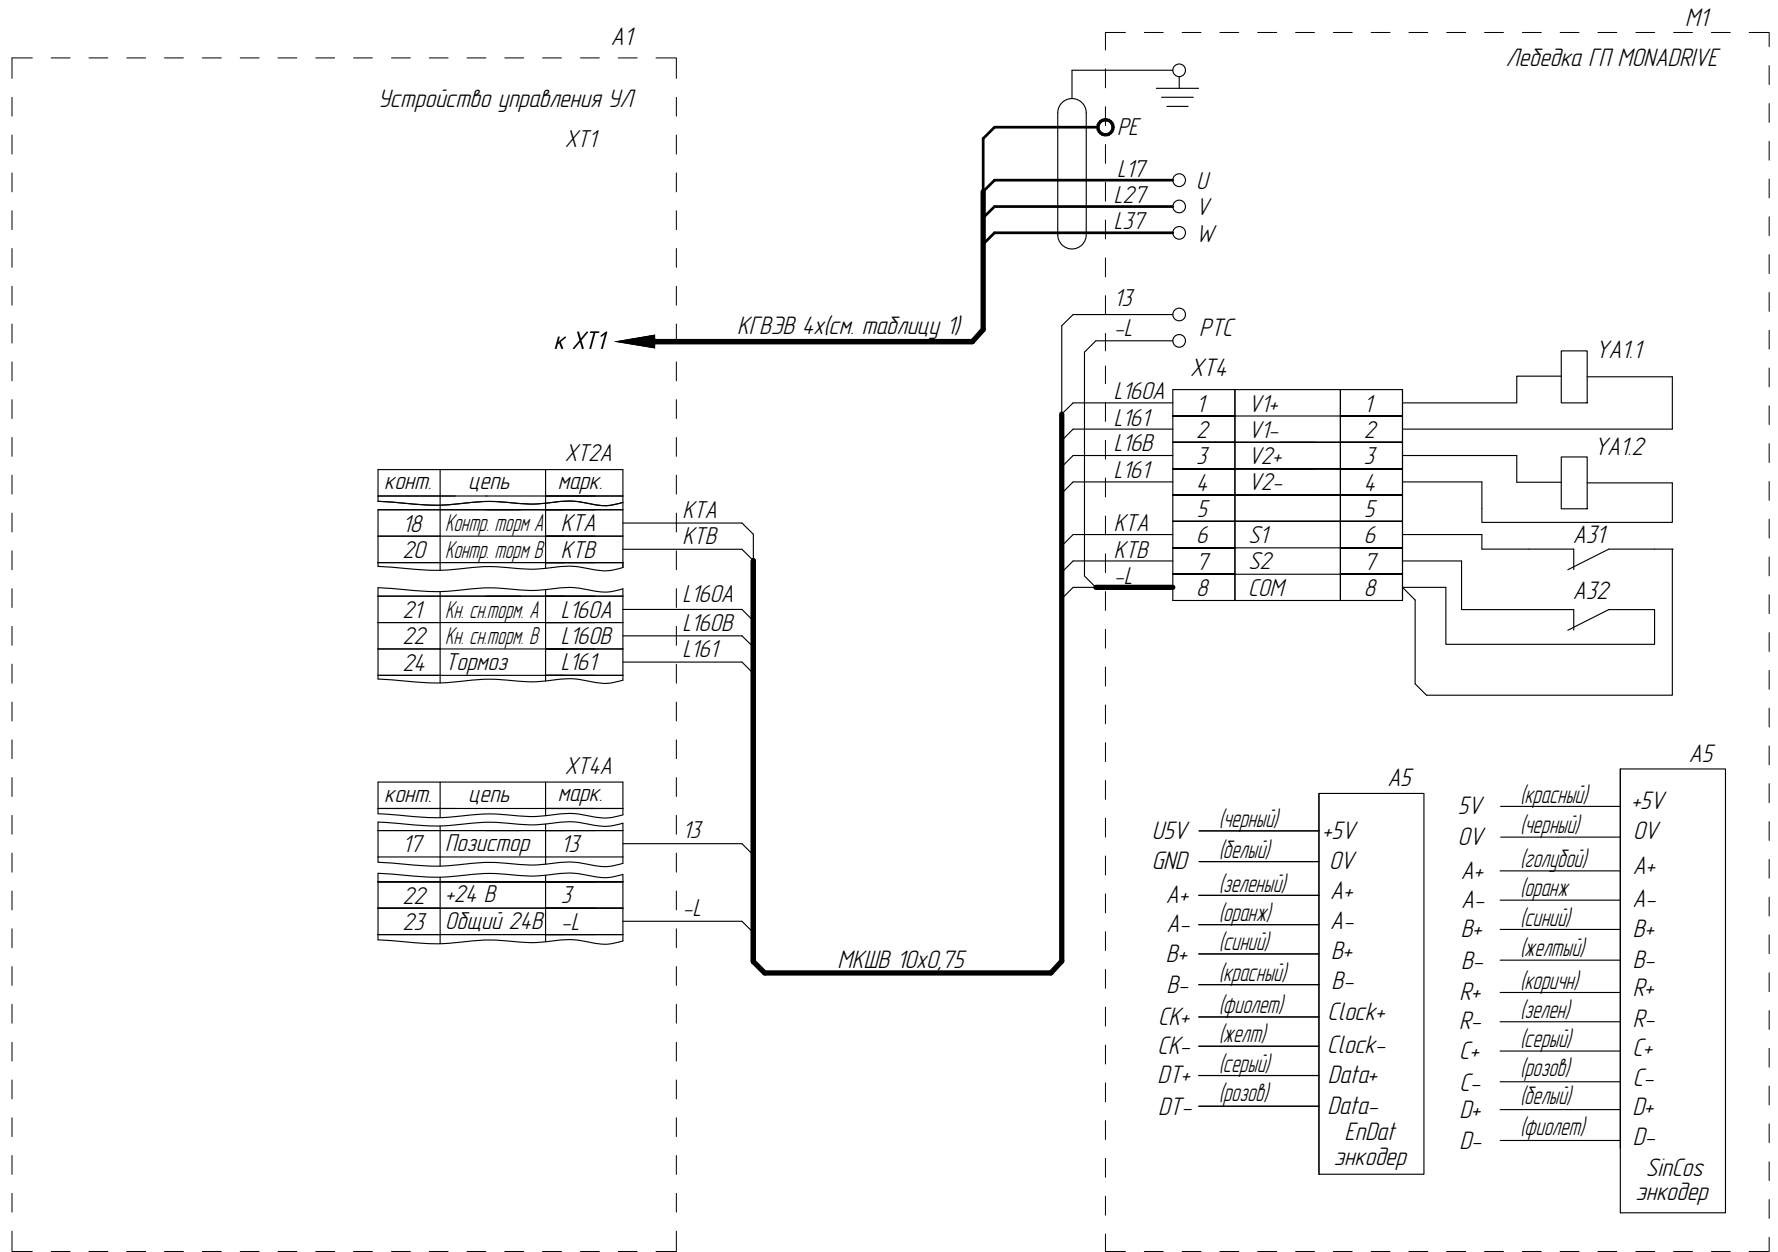 A1
Устройство управления УЛ
XT1
M1
Лебедка ГП MONADRIVE
PE
L17
U
L27
V
L37
W
к XT1
КГВЭВ 4х(см. таблицу 1)
13
-L
PTC
XT4
L160A 1 V1+ 1
L161 2 V1- 2
L16B 3 V2+ 3
L161 4 V2- 4
5 5
KTA 6 S1 6
KTB 7 S2 7
-L 8 COM 8
YA1.1
YA1.2
A31
A32
XT2A
конт. цепь марк.
18 Контр. торм А KTA KTA
20 Контр. торм В KTB KTB
21 Кн. сн.торм. А L160A L160A
22 Кн. сн.торм. В L160B L160B
24 Тормоз L161 L161
XT4A
конт. цепь марк.
17 Позистор 13 13
22 +24 В 3
23 Общий 24В -L -L
МКШВ 10х0,75
A5
U5V (черный) +5V
GND (белый) 0V
A+ (зеленый) A+
A- (оранж) A-
B+ (синий) B+
B- (красный) B-
CK+ (фиолет) Clock+
CK- (желт) Clock-
DT+ (серый) Data+
DT- (розов) Data-
EnDat
энкодер
A5
5V (красный) +5V
0V (черный) 0V
A+ (голубой) A+
A- (оранж A-
B+ (синий) B+
B- (желтый) B-
R+ (коричн) R+
R- (зелен) R-
C+ (серый) C+
C- (розов) C-
D+ (белый) D+
D- (фиолет) D-
SinCos
энкодер